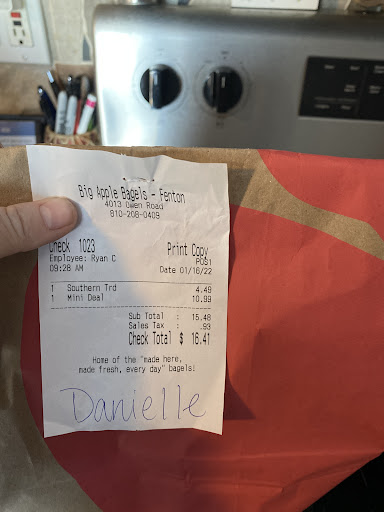 Big Apple Bagels - Fenton
4013 Owen Road
810-208-0409
Check 1023 Print Copy
Employee: Ryan C POS1
09:28 AM Date 01/16/22
1 Southern Trd 4.49
1 Mini Deal 10.99
Sub Total : 15.48
Sales Tax : .93
Check Total $ 16.41
Home of the "made here,
made fresh, every day" bagels!
Danielle